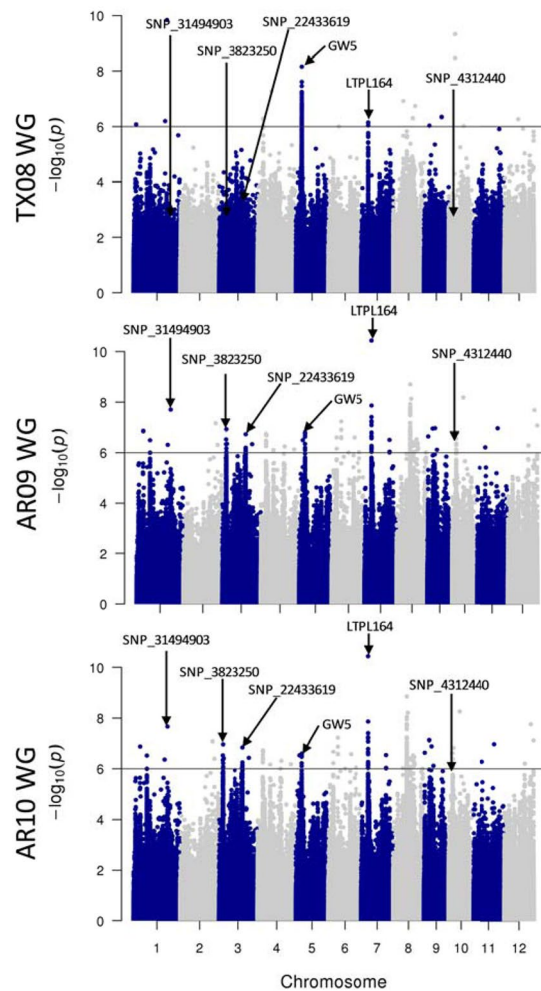 SNP_31494903
SNP_22433619
SNP_3823250
GW5
LTPL164
SNP_4312440
TX08 WG
−log10(p)
10
8
6
4
2
0
LTPL164
SNP_31494903
SNP_3823250
SNP_4312440
SNP_22433619
GW5
AR09 WG
−log10(p)
10
8
6
4
2
0
LTPL164
SNP_31494903
SNP_3823250
SNP_22433619
SNP_4312440
GW5
AR10 WG
−log10(p)
10
8
6
4
2
0
1 2 3 4 5 6 7 8 9 10 11 12
Chromosome